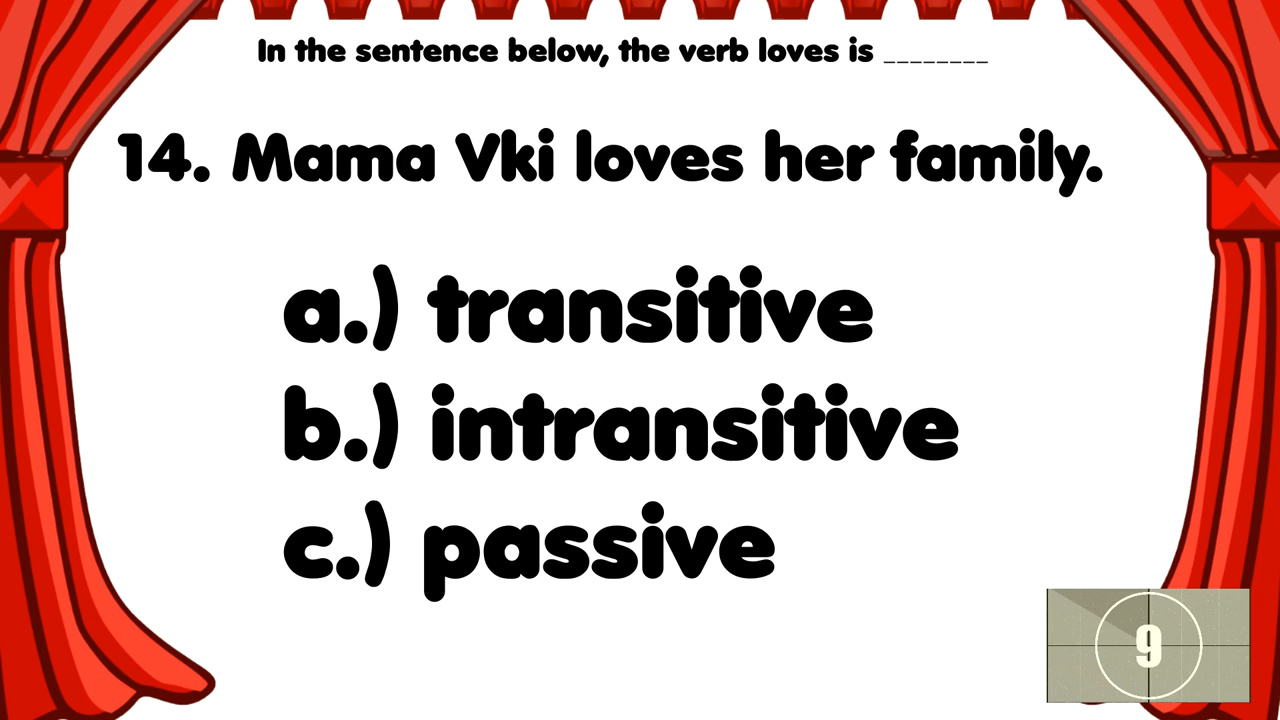 In the sentence below, the verb loves is ________
14. Mama Vki loves her family.
a.) transitive
b.) intransitive
c.) passive
9